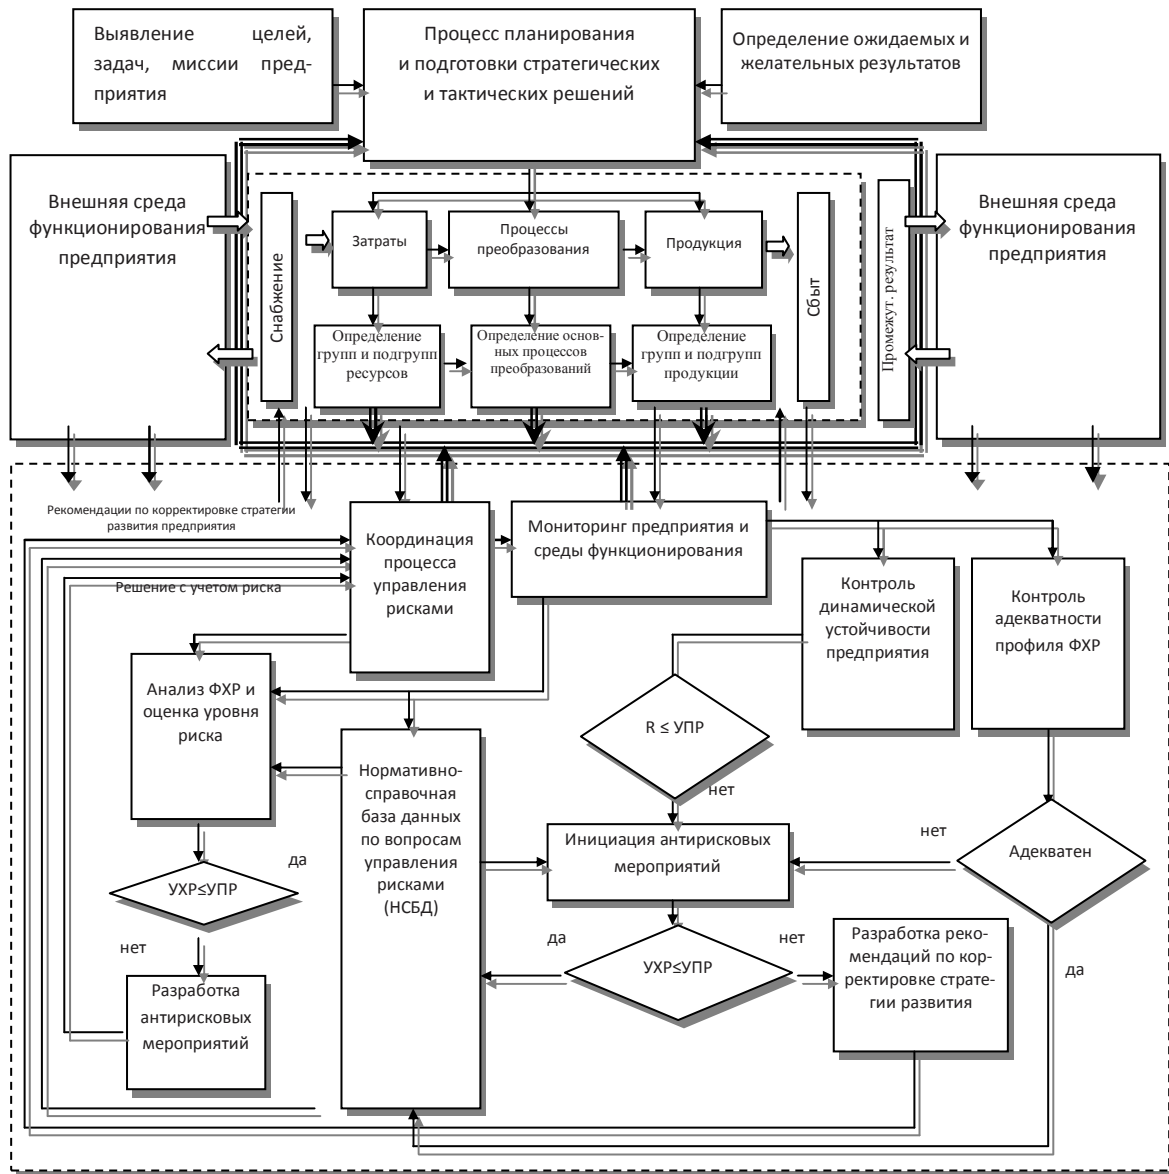 Выявление целей,
задач, миссии пред-
приятия
Процесс планирования
и подготовки стратегических
и тактических решений
Определение ожидаемых и
желательных результатов
Внешняя среда
функционирования
предприятия
Снабжение
Затраты
Процессы
преобразования
Продукция
Сбыт
Промежут. результат
Внешняя среда
функционирования
предприятия
Определение
групп и подгрупп
ресурсов
Определение основ-
ных процессов
преобразований
Определение
групп и подгрупп
продукции
Рекомендации по корректировке стратегии
развития предприятия
Решение с учетом риска
Координация
процесса
управления
рисками
Мониторинг предприятия и
среды функционирования
Контроль
динамической
устойчивости
предприятия
Контроль
адекватности
профиля ФХР
Анализ ФХР и
оценка уровня
риска
R ≤ УПР
нет
Нормативно-
справочная
база данных
по вопросам
управления
рисками
(НСБД)
Инициация антирисковых
мероприятий
нет
Адекватен
да
УХР≤УПР
да
нет
Разработка
антирисковых
мероприятий
да
УХР≤УПР
нет
Разработка реко-
мендаций по кор-
ректировке страте-
гии развития